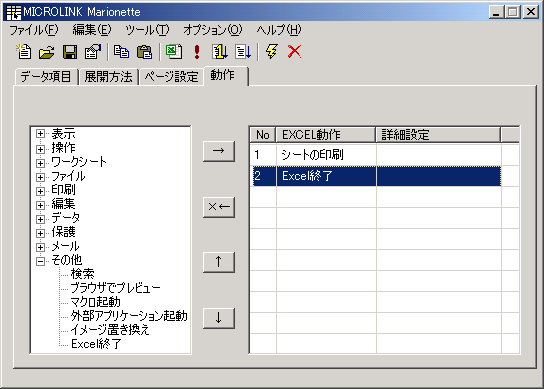 MICROLINK Marionette
ファイル(F) 編集(E) ツール(T) オプション(O) ヘルプ(H)
データ項目 展開方法 ページ設定 動作
表示
操作
ワークシート
ファイル
印刷
編集
データ
保護
メール
その他
検索
ブラウザでプレビュー
マクロ起動
外部アプリケーション起動
イメージ置き換え
Excel終了
→
×←
↑
↓
No EXCEL動作 詳細設定
1 シートの印刷
2 Excel終了